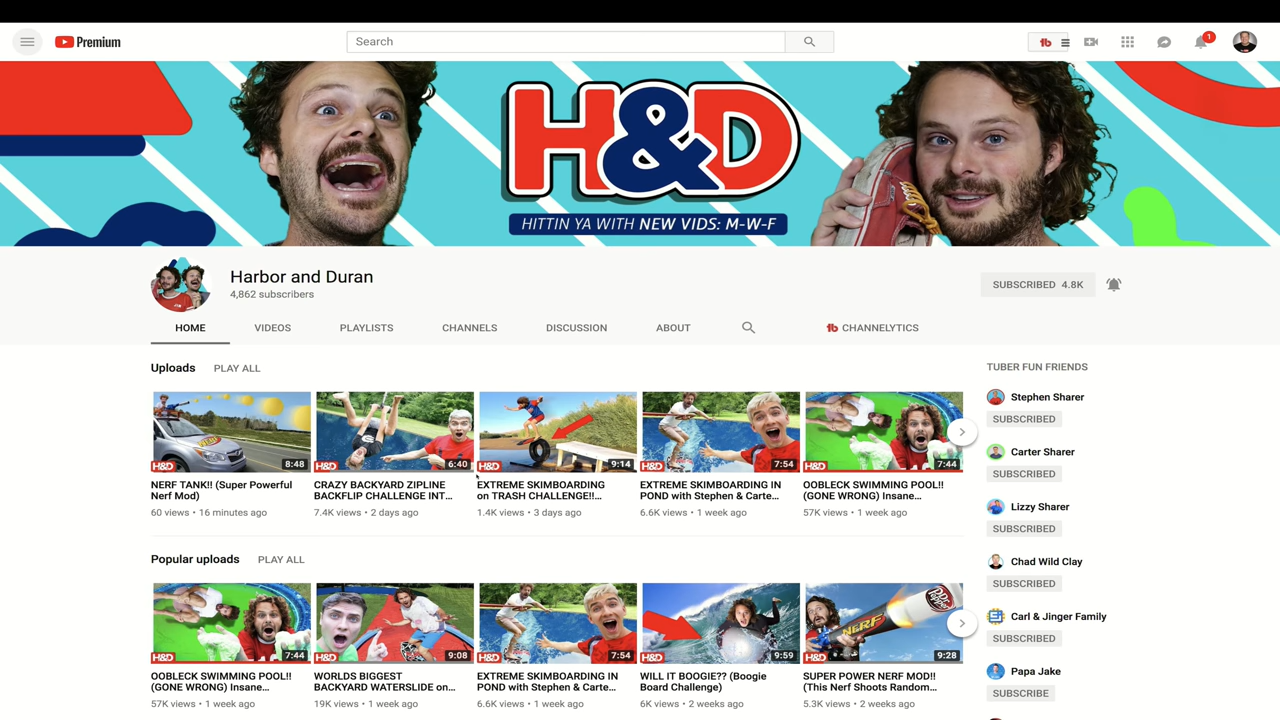 Premium
Search
tb
1
H&D
HITTIN YA WITH NEW VIDS: M-W-F
Harbor and Duran
4,862 subscribers
SUBSCRIBED 4.8K
HOME VIDEOS PLAYLISTS CHANNELS DISCUSSION ABOUT tb CHANNELYTICS
Uploads PLAY ALL
H&D 8:48
H&D 6:40
H&D 9:14
H&D 7:54
H&D 7:44
NERF TANK!! (Super Powerful
Nerf Mod)
60 views • 16 minutes ago
CRAZY BACKYARD ZIPLINE
BACKFLIP CHALLENGE INT...
7.4K views • 2 days ago
EXTREME SKIMBOARDING
on TRASH CHALLENGE!!...
1.4K views • 3 days ago
EXTREME SKIMBOARDING IN
POND with Stephen & Carte...
6.6K views • 1 week ago
OOBLECK SWIMMING POOL!!
(GONE WRONG) Insane...
57K views • 1 week ago
Popular uploads PLAY ALL
H&D 7:44
H&D 9:08
H&D 7:54
H&D 9:59
NERF Dr Pepper H&D 9:28
OOBLECK SWIMMING POOL!!
(GONE WRONG) Insane...
57K views • 1 week ago
WORLDS BIGGEST
BACKYARD WATERSLIDE on...
19K views • 1 week ago
EXTREME SKIMBOARDING IN
POND with Stephen & Carte...
6.6K views • 1 week ago
WILL IT BOOGIE?? (Boogie
Board Challenge)
6K views • 2 weeks ago
SUPER POWER NERF MOD!!
(This Nerf Shoots Random...
5.3K views • 2 weeks ago
TUBER FUN FRIENDS
Stephen Sharer
SUBSCRIBED
Carter Sharer
SUBSCRIBED
Lizzy Sharer
SUBSCRIBED
Chad Wild Clay
SUBSCRIBED
Carl & Jinger Family
SUBSCRIBED
Papa Jake
SUBSCRIBE